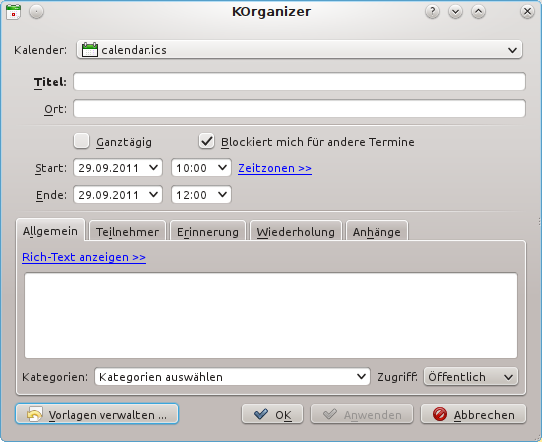 KOrganizer
Kalender: calendar.ics
Titel:
Ort:
Ganztägig Blockiert mich für andere Termine
Start: 29.09.2011 10:00 Zeitzonen >>
Ende: 29.09.2011 12:00
Allgemein Teilnehmer Erinnerung Wiederholung Anhänge
Rich-Text anzeigen >>
Kategorien: Kategorien auswählen Zugriff: Öffentlich
Vorlagen verwalten ... OK Anwenden Abbrechen